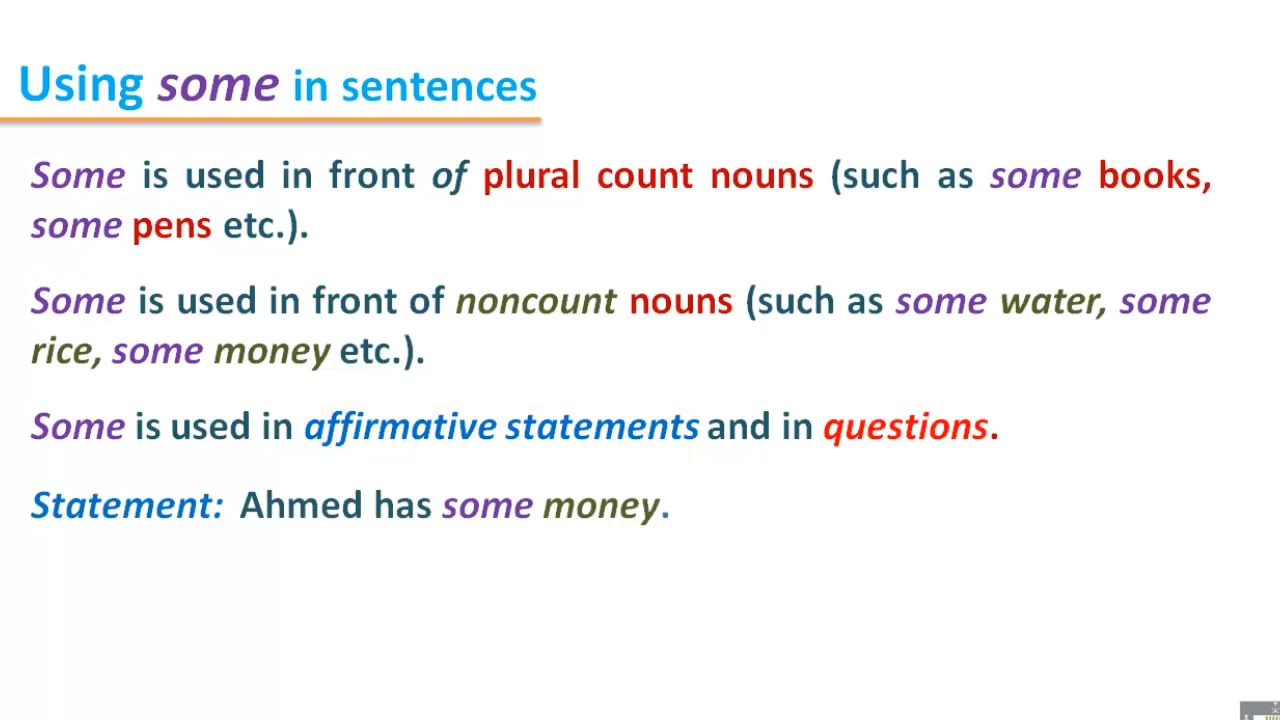 Using some in sentences
Some is used in front of plural count nouns (such as some books,
some pens etc.).
Some is used in front of noncount nouns (such as some water, some
rice, some money etc.).
Some is used in affirmative statements and in questions.
Statement: Ahmed has some money.